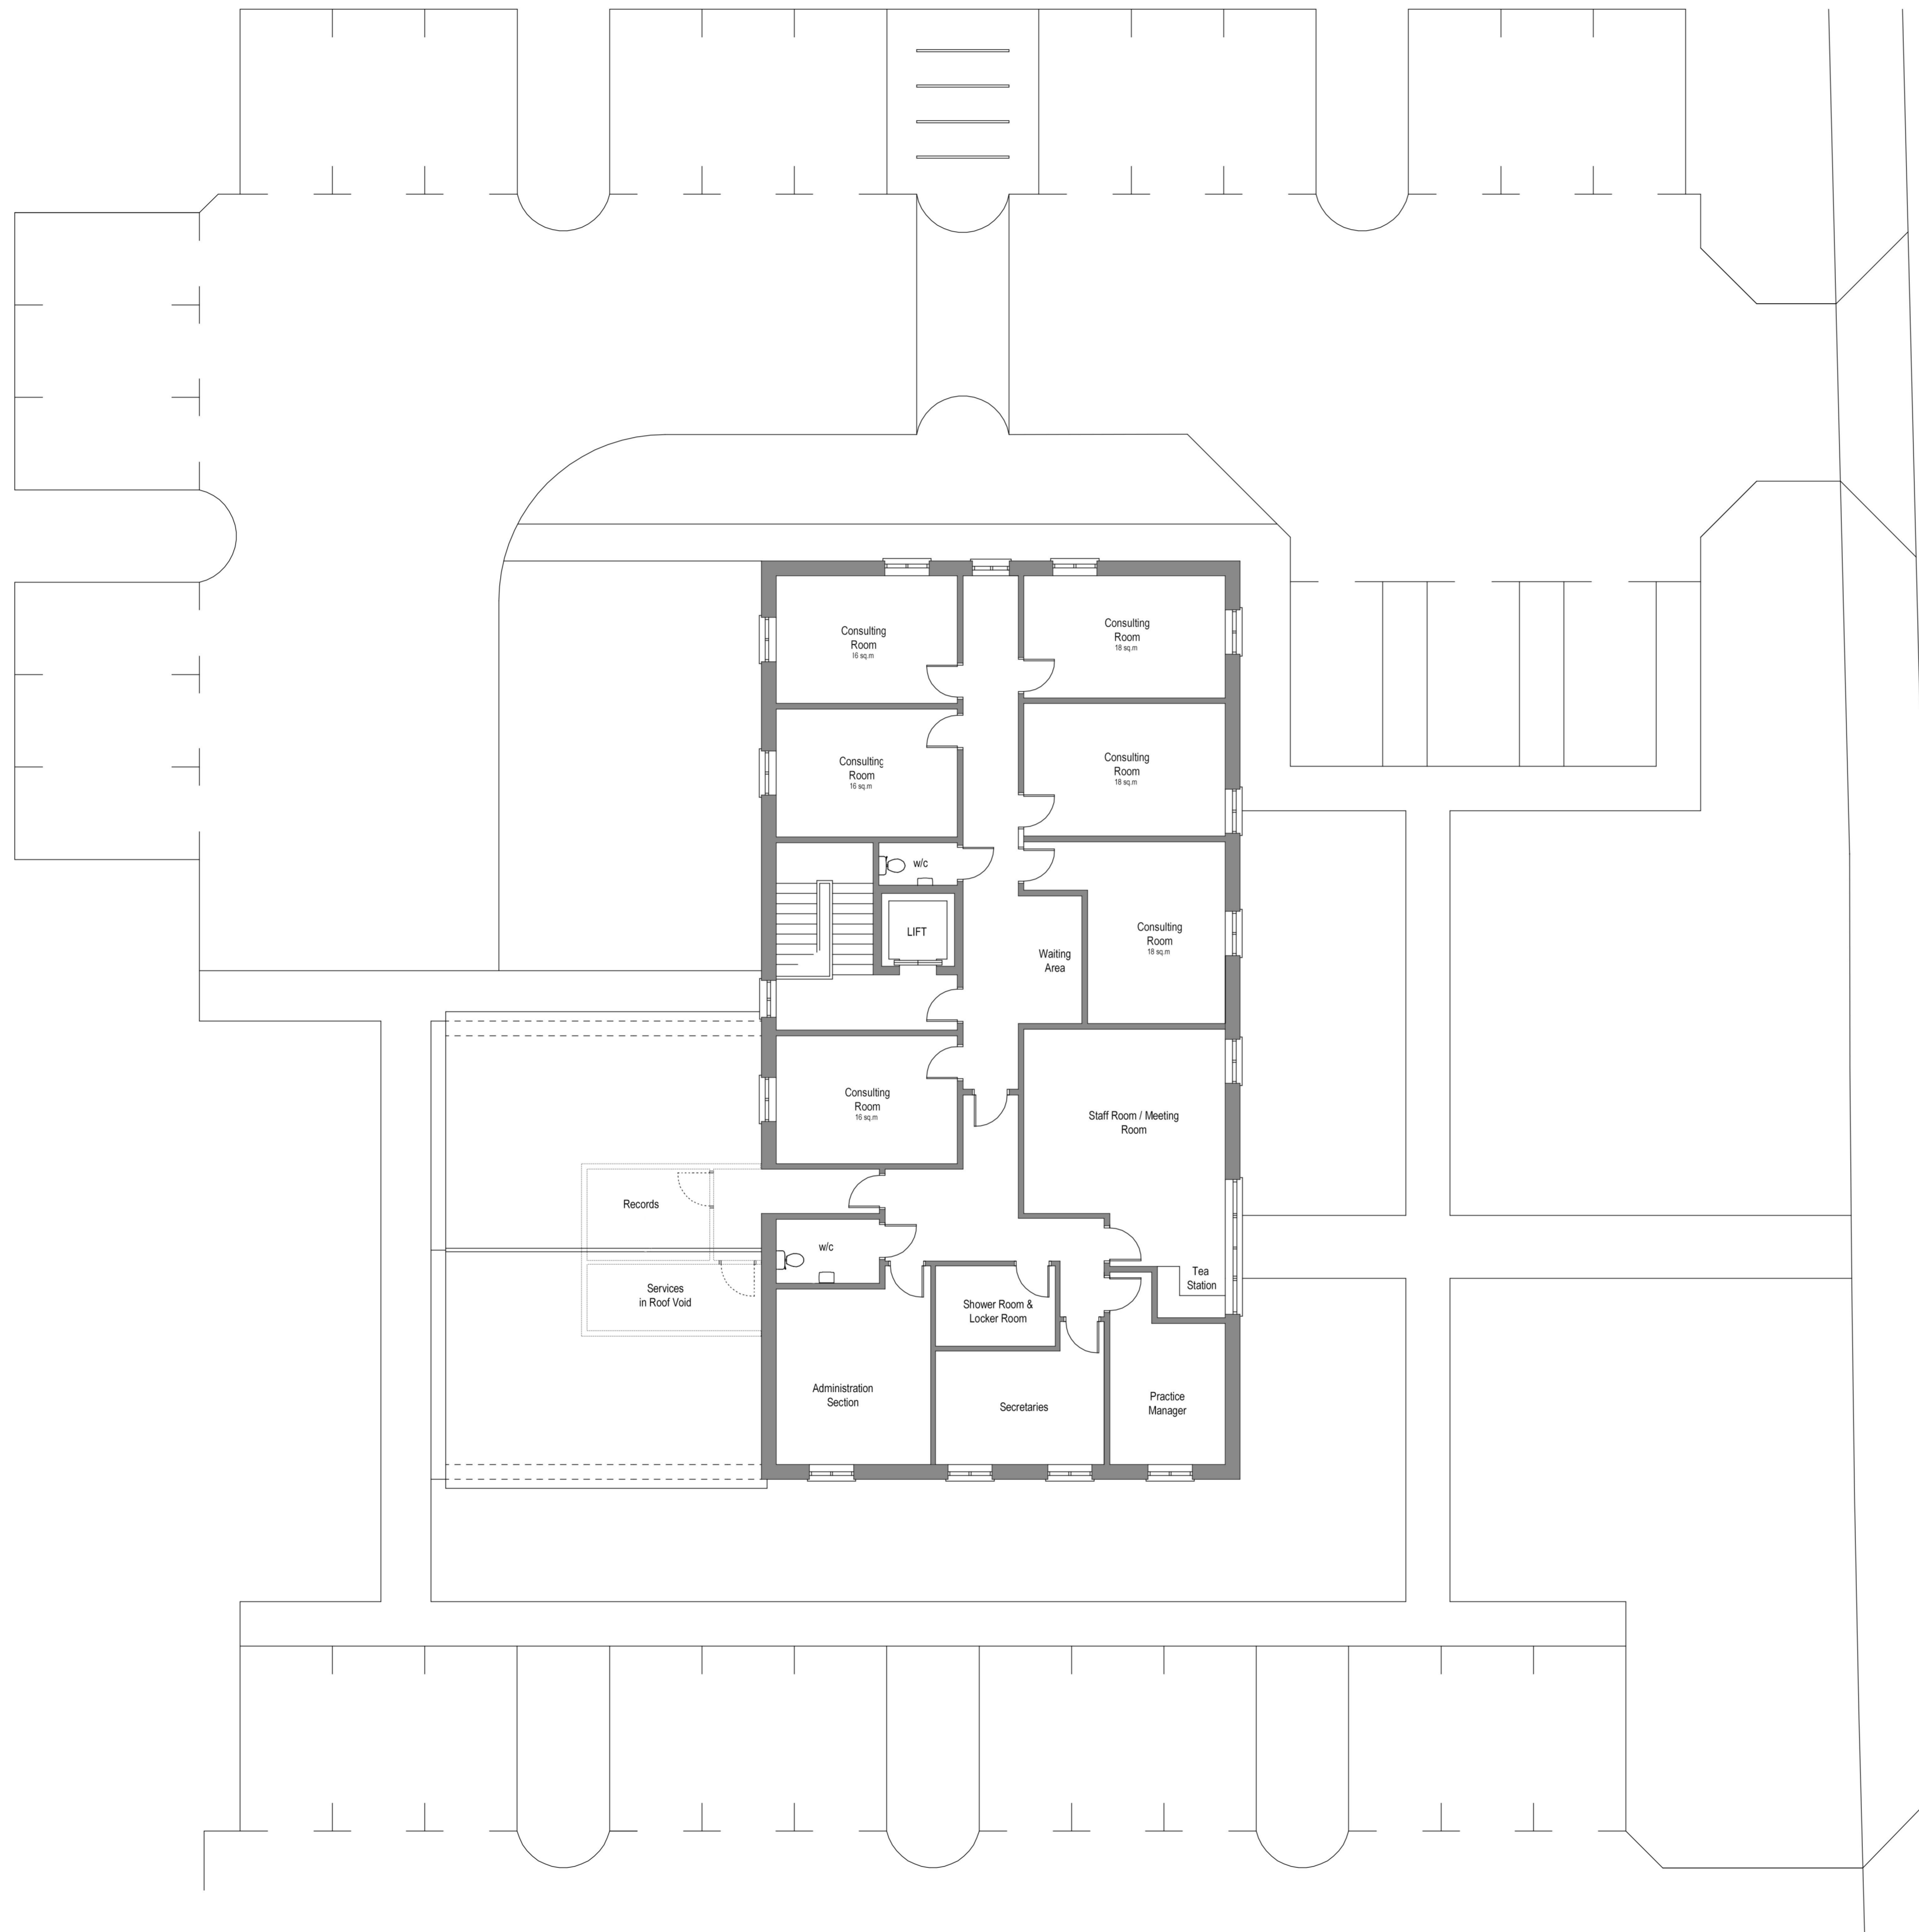 Consulting
Room
16 sq.m
Consulting
Room
18 sq.m
Consulting
Room
16 sq.m
Consulting
Room
18 sq.m
w/c
LIFT
Waiting
Area
Consulting
Room
18 sq.m
Consulting
Room
16 sq.m
Staff Room / Meeting
Room
Records
w/c
Services
in Roof Void
Tea
Station
Shower Room &
Locker Room
Administration
Section
Secretaries
Practice
Manager